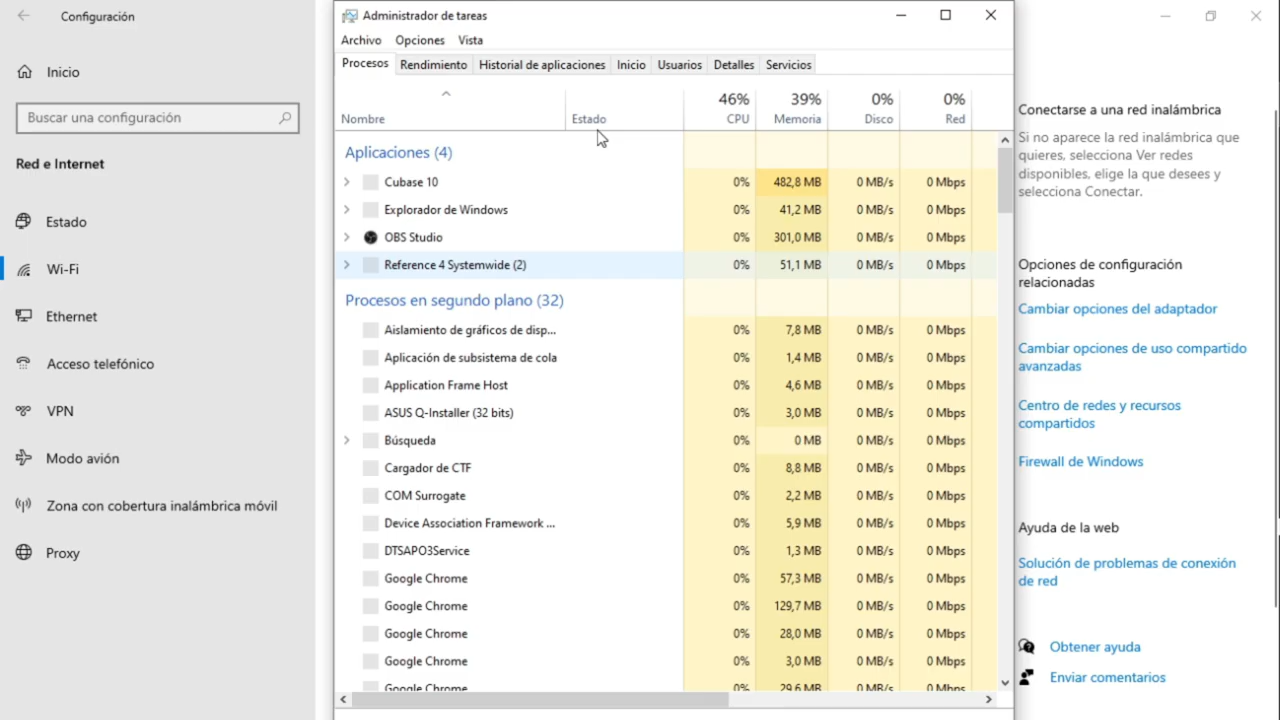 Configuración
Inicio
Buscar una configuración
Red e Internet
Estado
Wi-Fi
Ethernet
Acceso telefónico
VPN
Modo avión
Zona con cobertura inalámbrica móvil
Proxy
Administrador de tareas
Archivo Opciones Vista
Procesos Rendimiento Historial de aplicaciones Inicio Usuarios Detalles Servicios
46% 39% 0% 0%
Nombre Estado CPU Memoria Disco Red
Aplicaciones (4)
Cubase 10 0% 482,8 MB 0 MB/s 0 Mbps
Explorador de Windows 0% 41,2 MB 0 MB/s 0 Mbps
OBS Studio 0% 301,0 MB 0 MB/s 0 Mbps
Reference 4 Systemwide (2) 0% 51,1 MB 0 MB/s 0 Mbps
Procesos en segundo plano (32)
Aislamiento de gráficos de disp... 0% 7,8 MB 0 MB/s 0 Mbps
Aplicación de subsistema de cola 0% 1,4 MB 0 MB/s 0 Mbps
Application Frame Host 0% 4,6 MB 0 MB/s 0 Mbps
ASUS Q-Installer (32 bits) 0% 3,0 MB 0 MB/s 0 Mbps
Búsqueda 0% 0 MB 0 MB/s 0 Mbps
Cargador de CTF 0% 8,8 MB 0 MB/s 0 Mbps
COM Surrogate 0% 2,2 MB 0 MB/s 0 Mbps
Device Association Framework ... 0% 5,9 MB 0 MB/s 0 Mbps
DTSAPO3Service 0% 1,3 MB 0 MB/s 0 Mbps
Google Chrome 0% 57,3 MB 0 MB/s 0 Mbps
Google Chrome 0% 129,7 MB 0 MB/s 0 Mbps
Google Chrome 0% 28,0 MB 0 MB/s 0 Mbps
Google Chrome 0% 3,0 MB 0 MB/s 0 Mbps
Google Chrome 0% 29,6 MB 0 MB/s 0 Mbps
Conectarse a una red inalámbrica
Si no aparece la red inalámbrica que
quieres, selecciona Ver redes
disponibles, elige la que desees y
selecciona Conectar.
Opciones de configuración
relacionadas
Cambiar opciones del adaptador
Cambiar opciones de uso compartido
avanzadas
Centro de redes y recursos
compartidos
Firewall de Windows
Ayuda de la web
Solución de problemas de conexión
de red
Obtener ayuda
Enviar comentarios